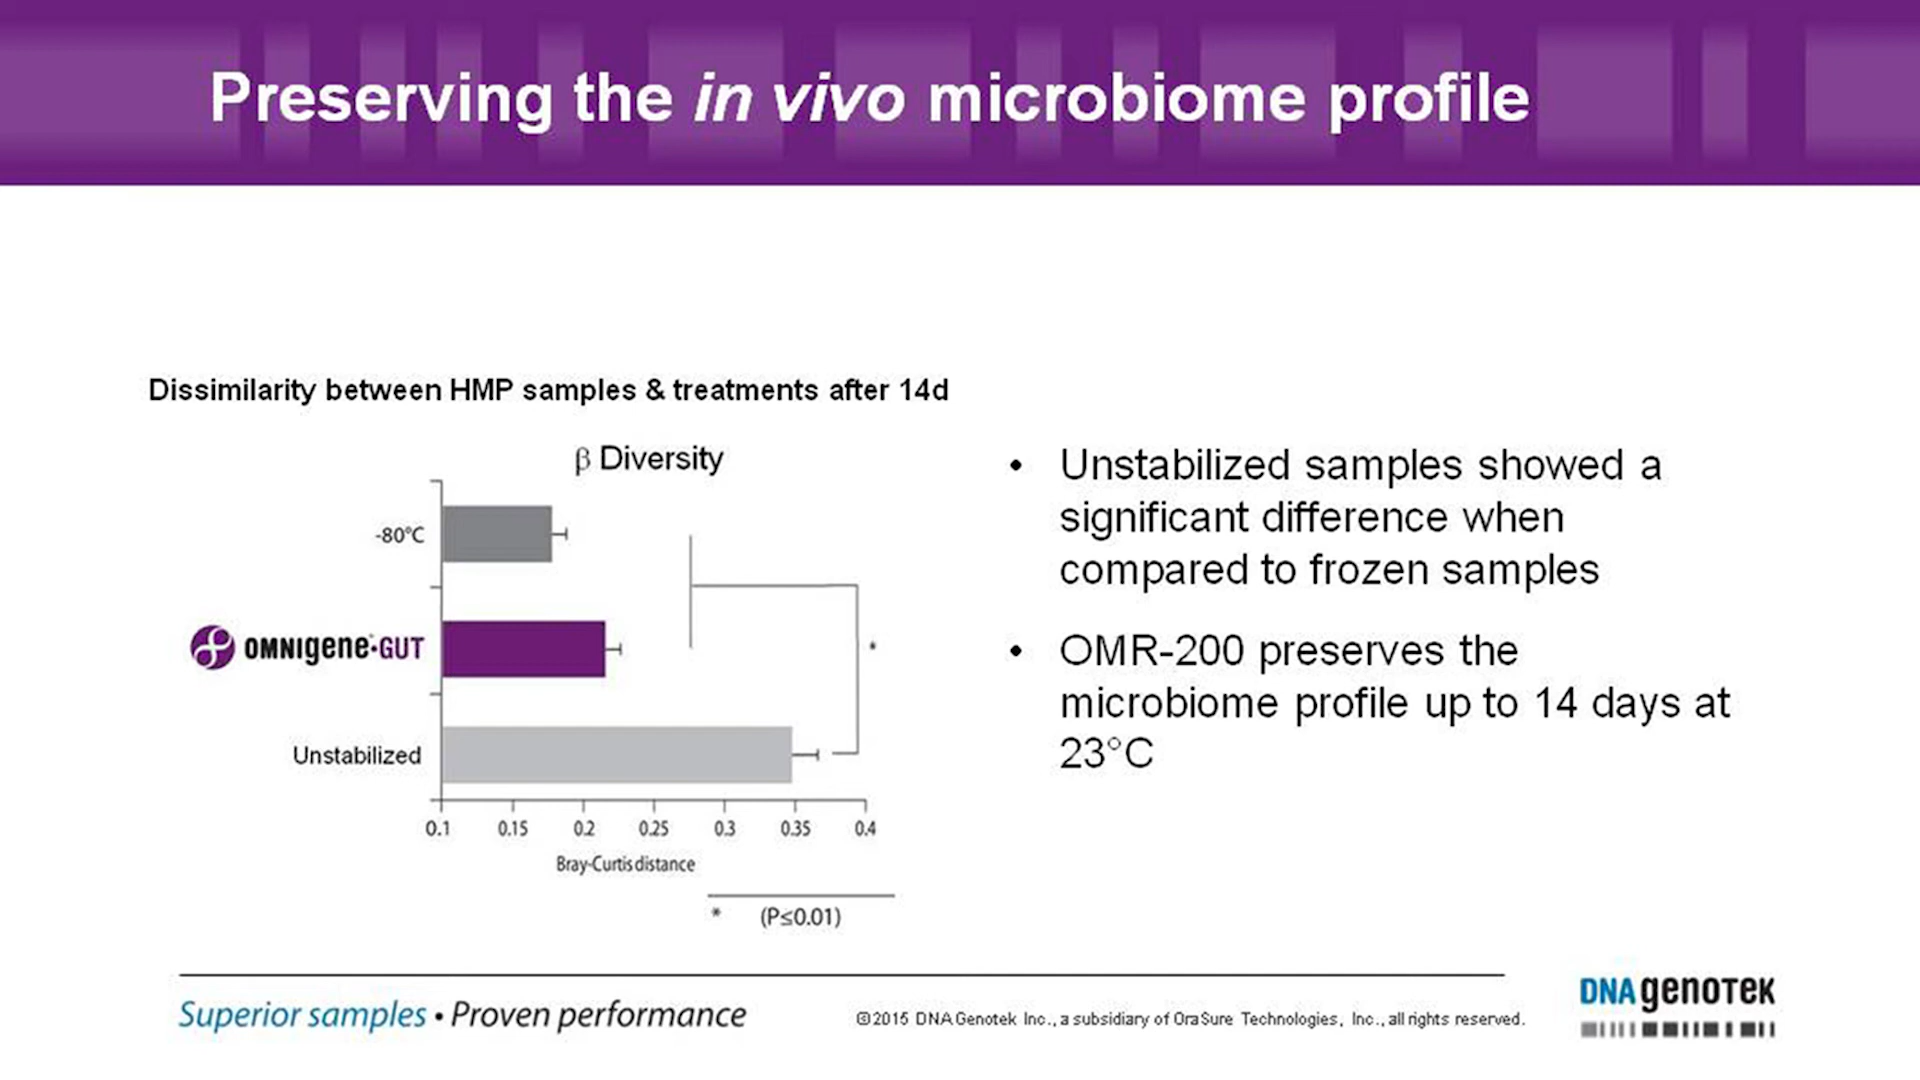 Preserving the in vivo microbiome profile
Dissimilarity between HMP samples & treatments after 14d
β Diversity
-80°C
OMNIgene•GUT
Unstabilized
*
0.1 0.15 0.2 0.25 0.3 0.35 0.4
Bray-Curtis distance
* (P≤0.01)
• Unstabilized samples showed a
significant difference when
compared to frozen samples
• OMR-200 preserves the
microbiome profile up to 14 days at
23°C
Superior samples • Proven performance
©2015 DNA Genotek Inc., a subsidiary of OraSure Technologies, Inc., all rights reserved.
DNAgenoTEK